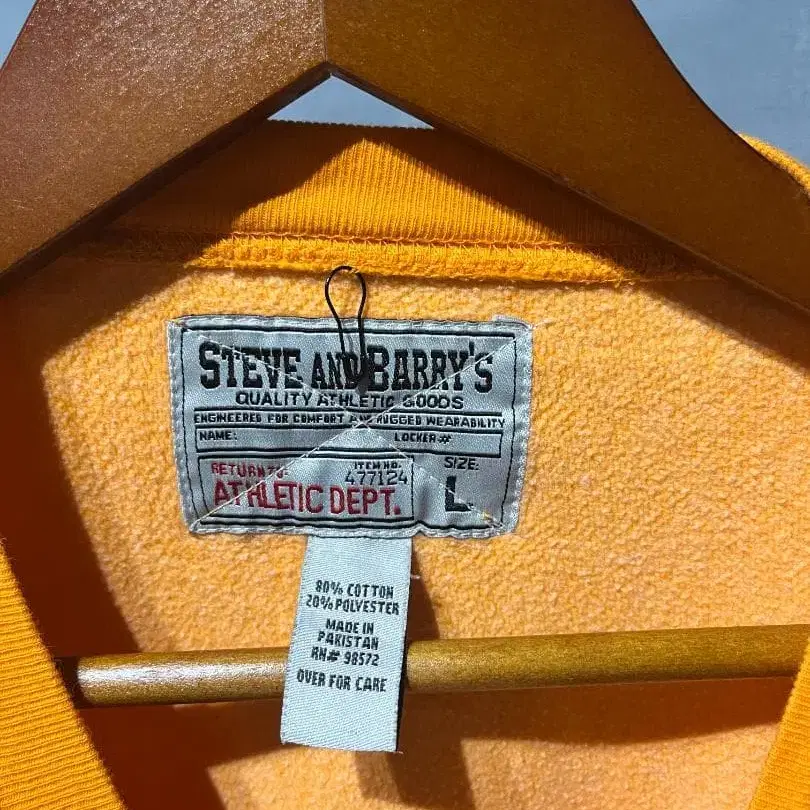 STEVE AND BARRY'S
QUALITY ATHLETIC GOODS
ENGINEERED FOR COMFORT AND RUGGED WEARABILITY
NAME: LOCKER #
RETURN TO: ITEM NO. SIZE:
477124
ATHLETIC DEPT. L
80% COTTON
20% POLYESTER
MADE IN
PAKISTAN
RN# 98572
OVER FOR CARE